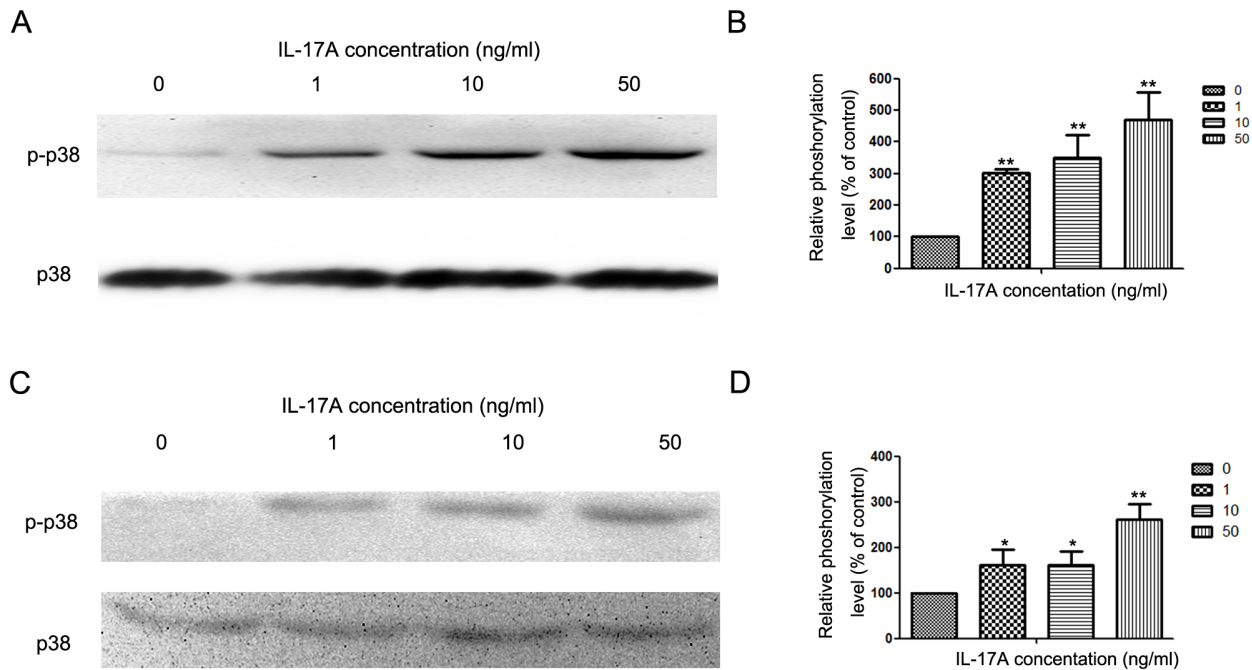 A
IL-17A concentration (ng/ml)
0 1 10 50
p-p38
p38
B
Relative phoshorylation
level (% of control)
600
500
400
300
200
100
0
**
**
**
0
1
10
50
IL-17A concentation (ng/ml)
C
IL-17A concentration (ng/ml)
0 1 10 50
p-p38
p38
D
Relative phoshorylation
level (% of control)
400
300
200
100
0
*
*
**
0
1
10
50
IL-17A concentation (ng/ml)